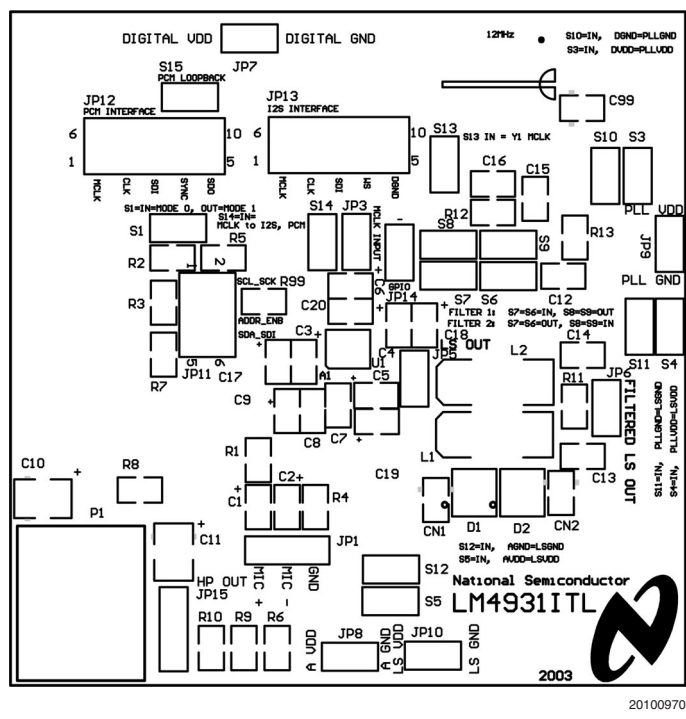 DIGITAL VDD
DIGITAL GND
JP7
12MHz
S10=IN, DGND=PLLGND
S3=IN, DVDD=PLLVDD
S15
PCM LOOPBACK
JP12
PCM INTERFACE
6
10
1
5
MCLK
CLK
SDI
SYNC
SDO
JP13
I2S INTERFACE
6
10
1
5
MCLK
CLK
SDI
WS
DGND
C99
S13
S13 IN = Y1 MCLK
S10
S3
C16
C15
R12
S1=IN=MODE 0, OUT=MODE 1
S14=IN=
MCLK to I2S, PCM
S1
S14
JP3
MCLK INPUT
-
+
S8
S9
R13
PLL VDD
JP9
PLL GND
R2
1
2
R5
R3
SCL_SCK
R99
ADDR_ENB
SDA_SDI
C6
C20
GPIO
JP14
+
+
S7
S6
C12
FILTER 1: S7=S6=IN, S8=S9=OUT
FILTER 2: S7=S6=OUT, S8=S9=IN
C18
LS OUT
R7
5
6
JP11
C17
C3
+
A1
U1
C4
JP5
C5
+
L2
C14
S11
S4
R11
JP6
FILTERED LS OUT
S11=IN, PLLGND=LSGND
S4=IN, PLLVDD=LSVDD
C9
+
C8
C7
+
L1
C13
R1
C19
C10
+
R8
P1
C1
+
C2
+
R4
CN1
D1
D2
CN2
C11
+
JP1
MIC +
MIC -
GND
S12=IN, AGND=LSGND
S5=IN, AVDD=LSVDD
S12
S5
HP OUT
JP15
R10
R9
R6
A VDD
JP8
A GND
LS VDD
JP10
LS GND
National Semiconductor
LM4931ITL
2003
20100970